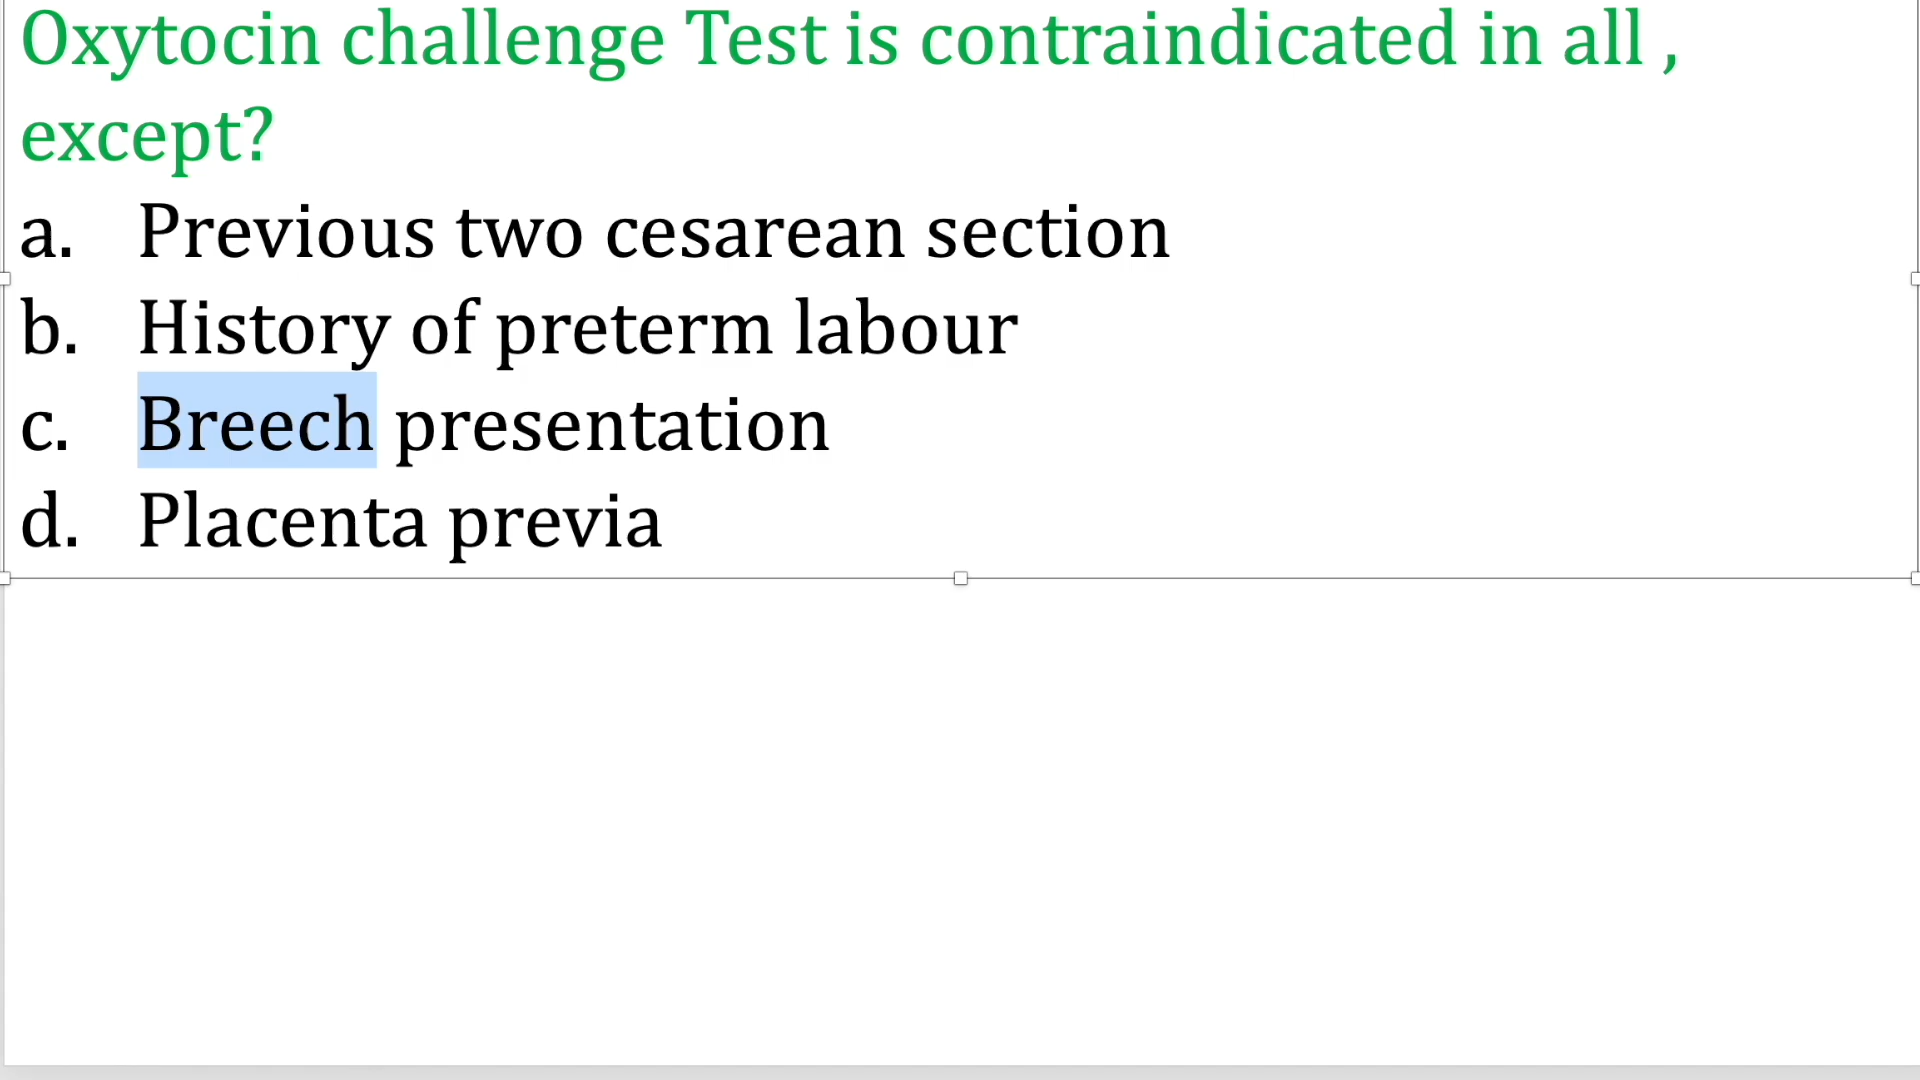 Oxytocin challenge Test is contraindicated in all ,
except?
a. Previous two cesarean section
b. History of preterm labour
c. Breech presentation
d. Placenta previa